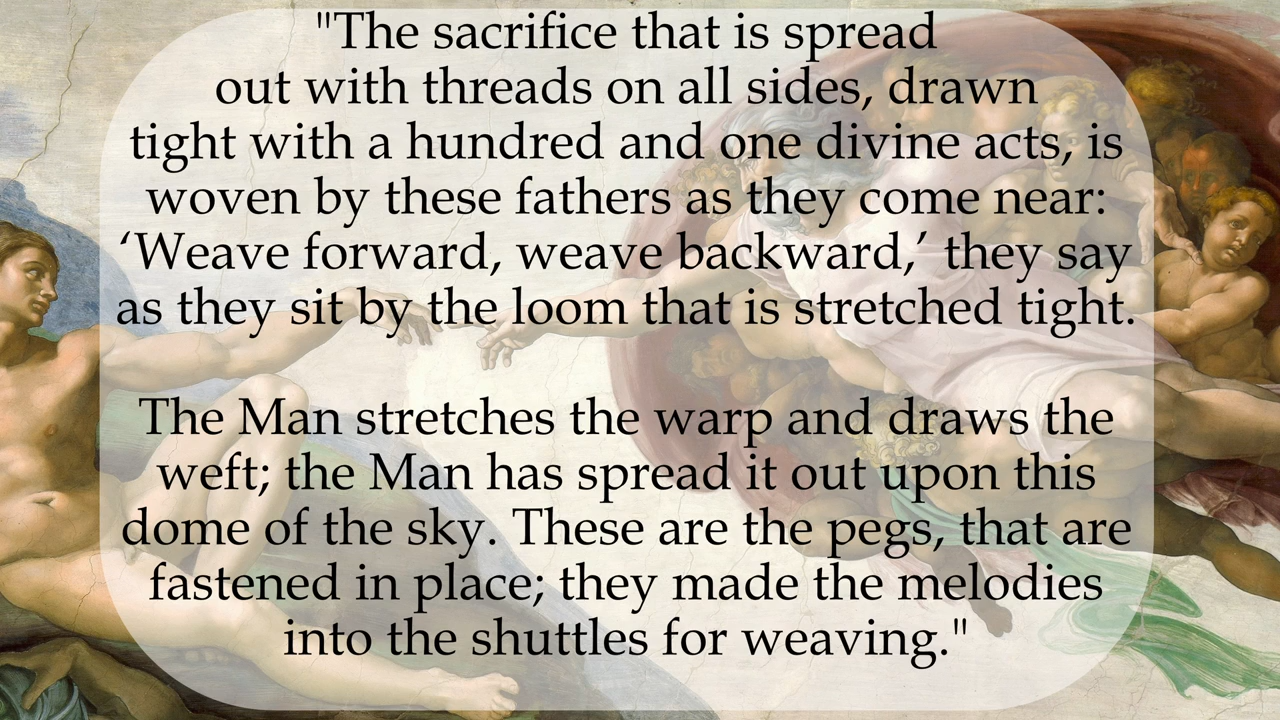 "The sacrifice that is spread
out with threads on all sides, drawn
tight with a hundred and one divine acts, is
woven by these fathers as they come near:
‘Weave forward, weave backward,’ they say
as they sit by the loom that is stretched tight.
The Man stretches the warp and draws the
weft; the Man has spread it out upon this
dome of the sky. These are the pegs, that are
fastened in place; they made the melodies
into the shuttles for weaving."